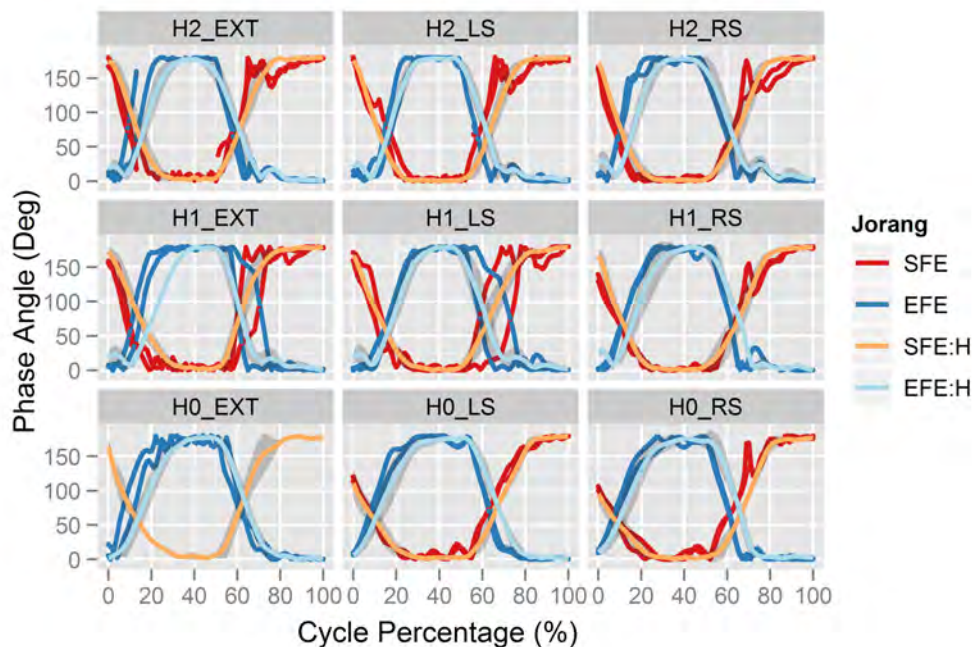 H2_EXT H2_LS H2_RS
150
100
50
0
H1_EXT H1_LS H1_RS
150
100
50
0
H0_EXT H0_LS H0_RS
150
100
50
0
0 20 40 60 80 100 0 20 40 60 80 100 0 20 40 60 80 100
Phase Angle (Deg)
Cycle Percentage (%)
Jorang
SFE
EFE
SFE:H
EFE:H